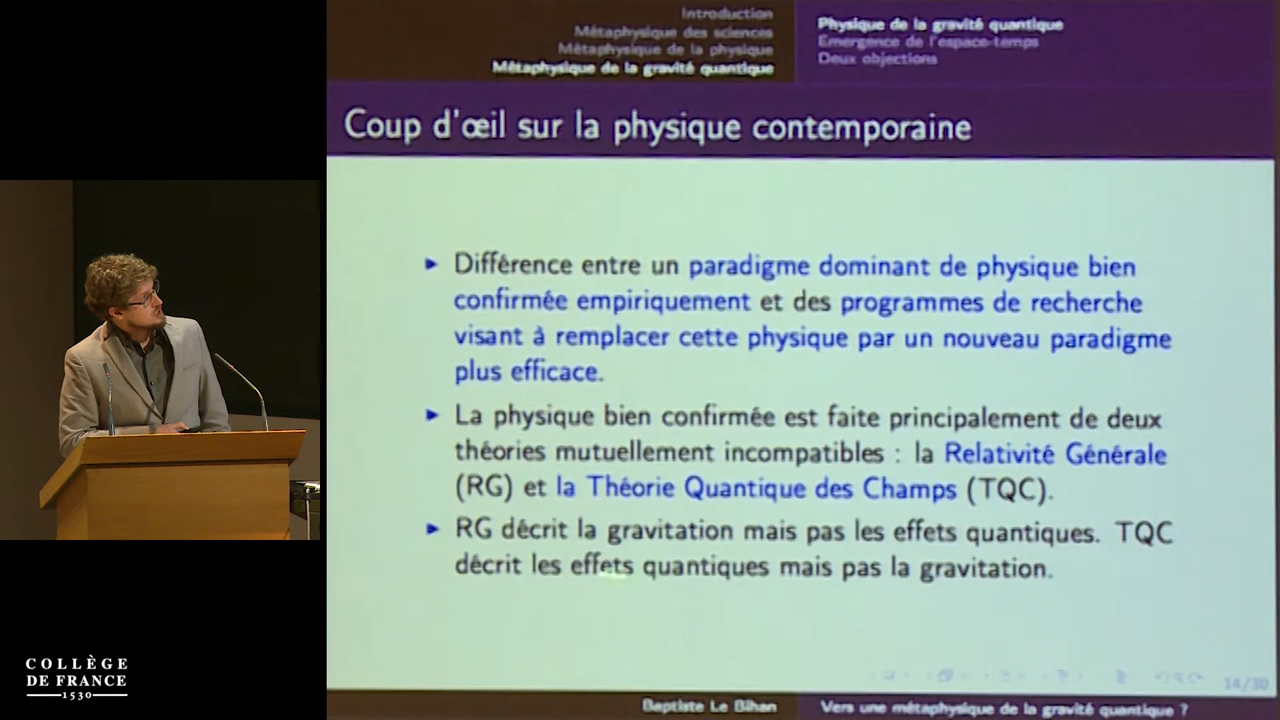 Introduction
Métaphysique des sciences
Métaphysique de la physique
Métaphysique de la gravité quantique
Physique de la gravité quantique
Emergence de l'espace-temps
Deux objections
Coup d'œil sur la physique contemporaine
▶ Différence entre un paradigme dominant de physique bien
confirmée empiriquement et des programmes de recherche
visant à remplacer cette physique par un nouveau paradigme
plus efficace.
▶ La physique bien confirmée est faite principalement de deux
théories mutuellement incompatibles : la Relativité Générale
(RG) et la Théorie Quantique des Champs (TQC).
▶ RG décrit la gravitation mais pas les effets quantiques. TQC
décrit les effets quantiques mais pas la gravitation.
14/30
Baptiste Le Bihan
Vers une métaphysique de la gravité quantique ?
COLLÈGE
DE FRANCE
1530